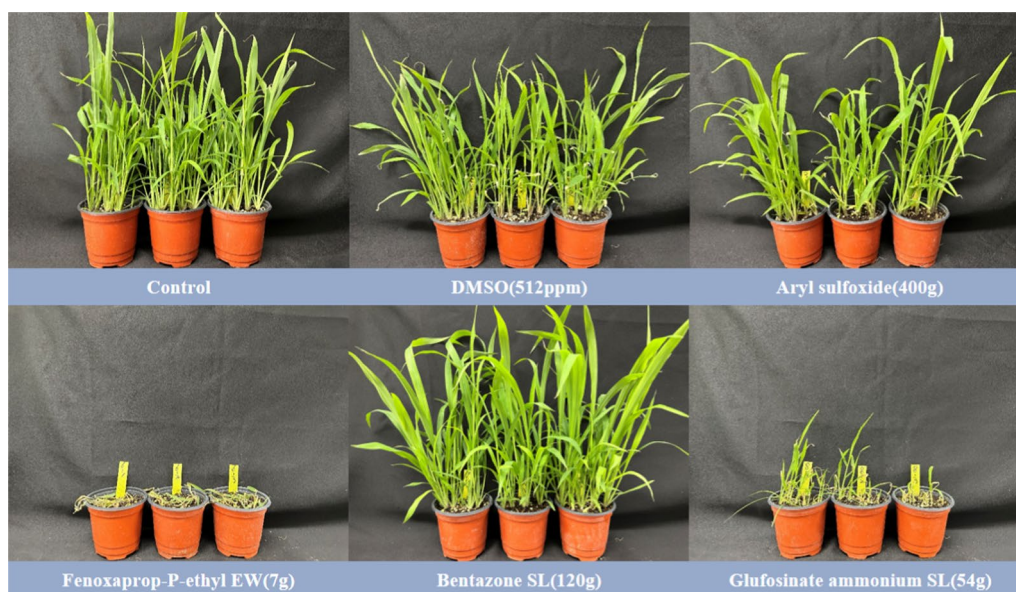 Control
DMSO(512ppm)
Aryl sulfoxide(400g)
Fenoxaprop-P-ethyl EW(7g)
Bentazone SL(120g)
Glufosinate ammonium SL(54g)